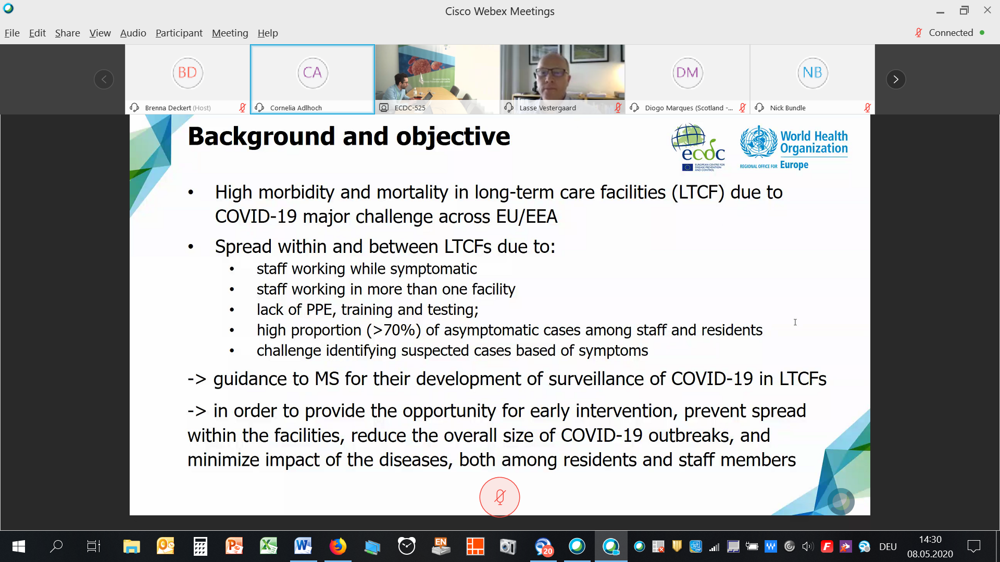 Cisco Webex Meetings
File Edit Share View Audio Participant Meeting Help
Connected
BD
CA
DM
NB
Brenna Deckert (Host)
Cornelia Adlhoch
ECDC-525
Lasse Vestergaard
Diogo Marques (Scotland -...
Nick Bundle
Background and objective
ecdc
EUROPEAN CENTRE FOR
DISEASE PREVENTION
AND CONTROL
World Health
Organization
REGIONAL OFFICE FOR Europe
• High morbidity and mortality in long-term care facilities (LTCF) due to
COVID-19 major challenge across EU/EEA
• Spread within and between LTCFs due to:
• staff working while symptomatic
• staff working in more than one facility
• lack of PPE, training and testing;
• high proportion (>70%) of asymptomatic cases among staff and residents
• challenge identifying suspected cases based of symptoms
-> guidance to MS for their development of surveillance of COVID-19 in LTCFs
-> in order to provide the opportunity for early intervention, prevent spread
within the facilities, reduce the overall size of COVID-19 outbreaks, and
minimize impact of the diseases, both among residents and staff members
EN
20
DEU
14:30
08.05.2020